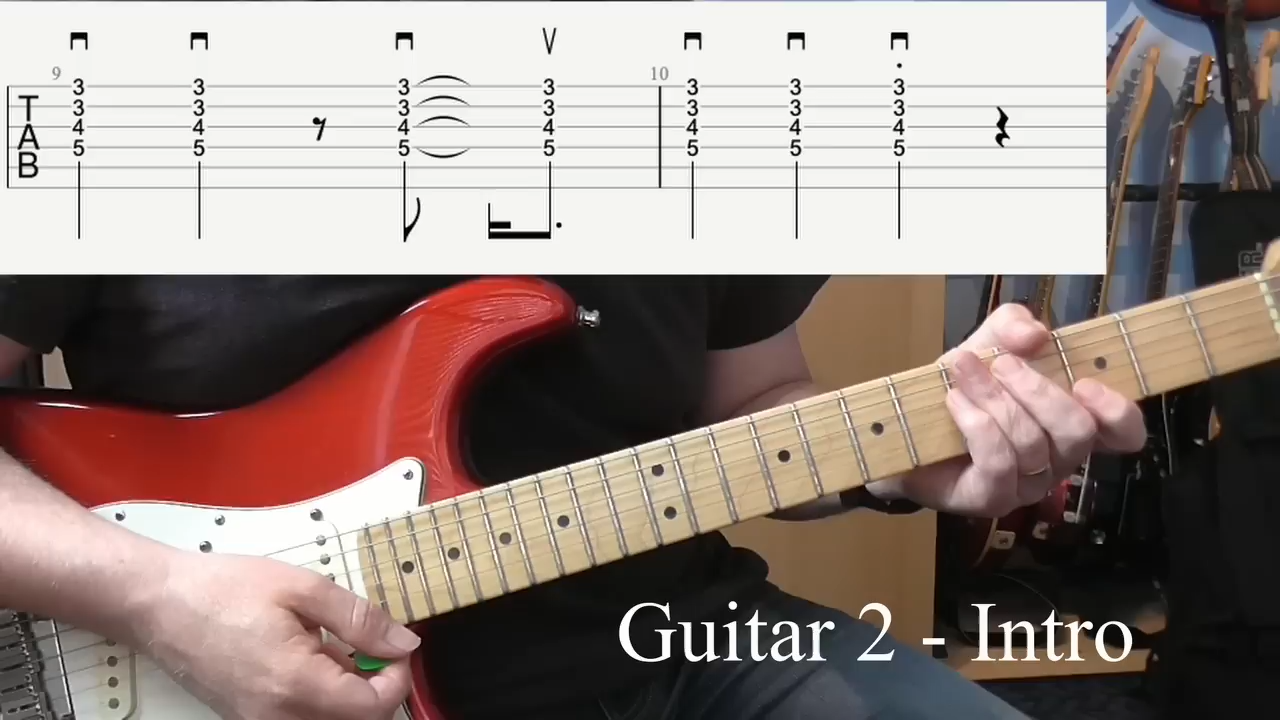 9 10
3 3 3 3 3 3 3
T 3 3 3 3 3 3 3
A 4 4 4 4 4 4 4
B 5 5 5 5 5 5 5
Guitar 2 - Intro